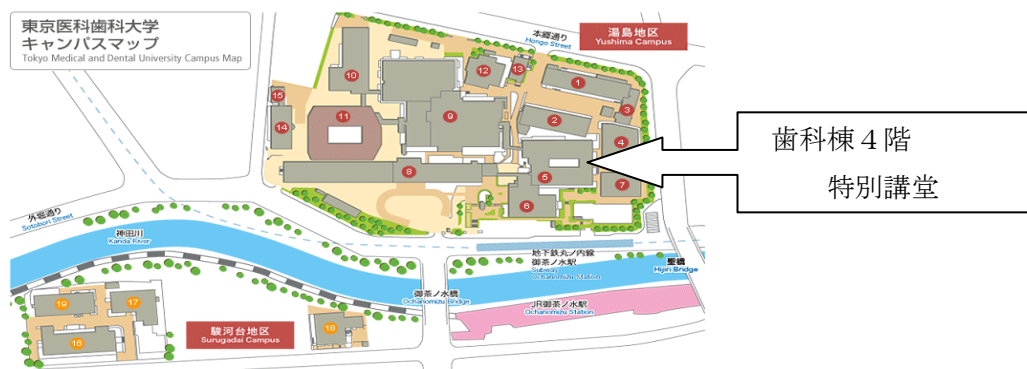 東京医科歯科大学
キャンパスマップ
Tokyo Medical and Dental University Campus Map
本郷通り
Hongo Street
湯島地区
Yushima Campus
歯科棟4階
特別講堂
10
12
13
1
15
11
9
2
3
14
4
8
5
7
6
外堀通り
Sotobori Street
神田川
Kanda River
地下鉄丸ノ内線
御茶ノ水駅
Subway
Ochanomizu Station
聖橋
Hijiri Bridge
御茶ノ水橋
Ochanomizu Bridge
JR御茶ノ水駅
Ochanomizu Station
19
17
18
16
駿河台地区
Surugadai Campus